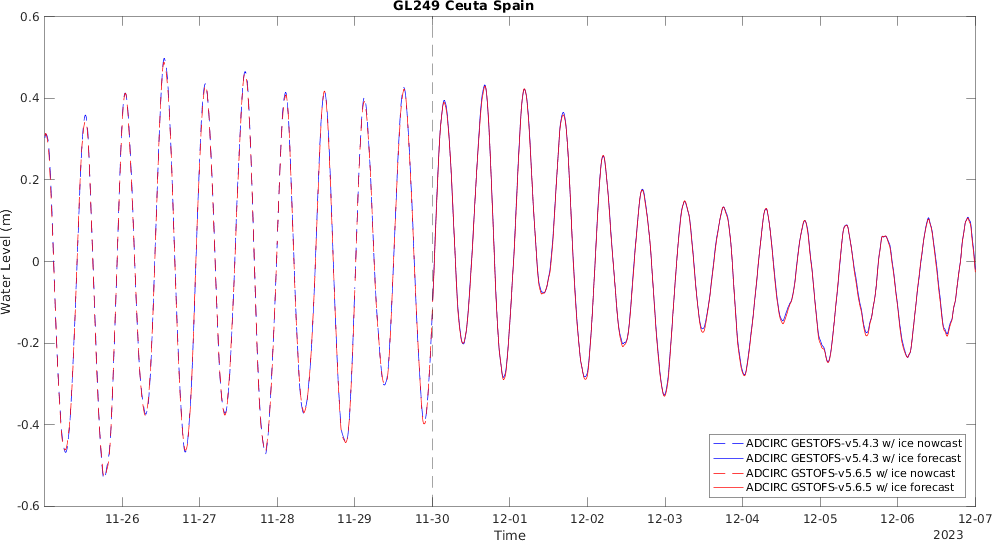 GL249 Ceuta Spain
0.6
0.4
0.2
0
-0.2
-0.4
-0.6
Water Level (m)
ADCIRC GESTOFS-v5.4.3 w/ ice nowcast
ADCIRC GESTOFS-v5.4.3 w/ ice forecast
ADCIRC GSTOFS-v5.6.5 w/ ice nowcast
ADCIRC GSTOFS-v5.6.5 w/ ice forecast
11-26 11-27 11-28 11-29 11-30 12-01 12-02 12-03 12-04 12-05 12-06 12-07
Time
2023